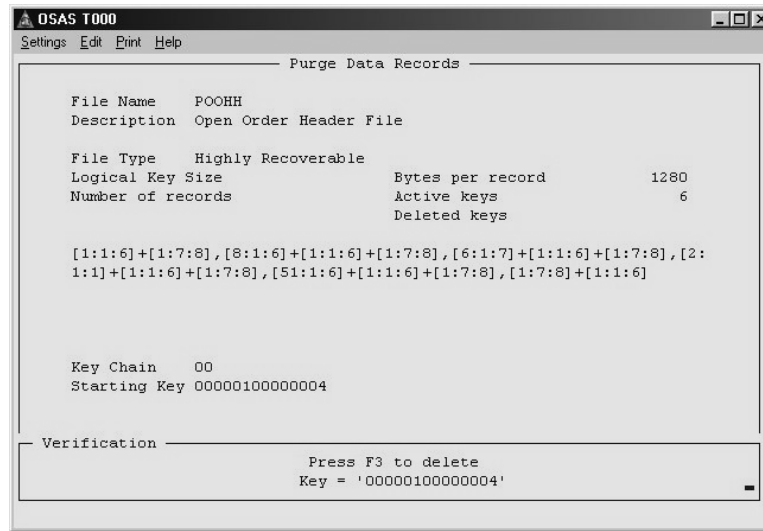 OSAS T000
Settings Edit Print Help
Purge Data Records
File Name POOHH
Description Open Order Header File
File Type Highly Recoverable
Logical Key Size Bytes per record 1280
Number of records Active keys 6
Deleted keys
[1:1:6]+[1:7:8],[8:1:6]+[1:1:6]+[1:7:8],[6:1:7]+[1:1:6]+[1:7:8],[2:
1:1]+[1:1:6]+[1:7:8],[51:1:6]+[1:1:6]+[1:7:8],[1:7:8]+[1:1:6]
Key Chain 00
Starting Key 00000100000004
Verification
Press F3 to delete
Key = '00000100000004'